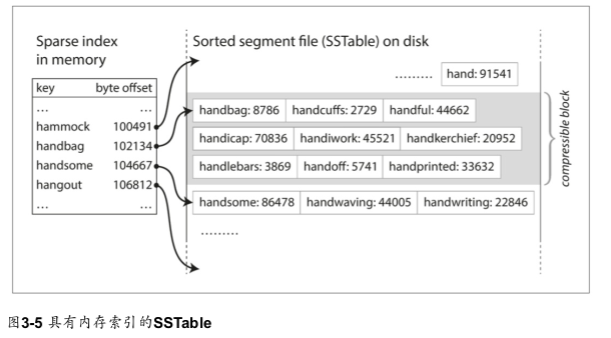 Sparse index
in memory
Sorted segment file (SSTable) on disk
key byte offset
... ...
hammock 100491
handbag 102134
handsome 104667
hangout 106812
... ...
......... hand: 91541
handbag: 8786 handcuffs: 2729 handful: 44662
handicap: 70836 handiwork: 45521 handkerchief: 20952
handlebars: 3869 handoff: 5741 handprinted: 33632
handsome: 86478 handwaving: 44005 handwriting: 22846
.........
compressible block
图3-5 具有内存索引的SSTable